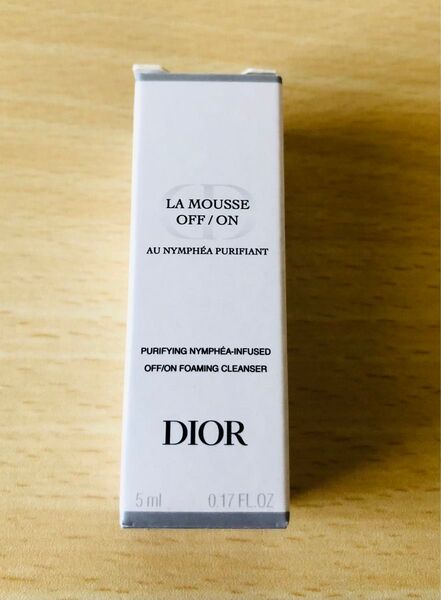 LA MOUSSE
OFF/ON
AU NYMPHÉA PURIFIANT
PURIFYING NYMPHÉA-INFUSED
OFF/ON FOAMING CLEANSER
DIOR
5 ml 0.17 FL.OZ